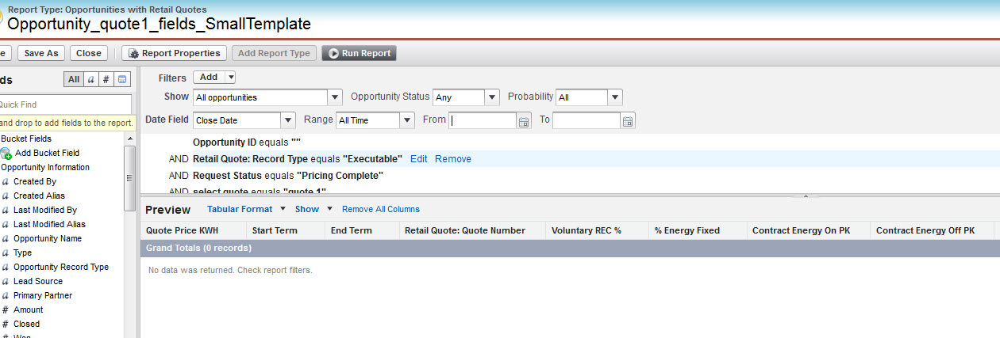 Report Type: Opportunities with Retail Quotes
Opportunity_quote1_fields_SmallTemplate
Save As Close Report Properties Add Report Type Run Report
All a #
Quick Find
and drop to add fields to the report.
Bucket Fields
Add Bucket Field
Opportunity Information
a Created By
a Created Alias
a Last Modified By
a Last Modified Alias
a Opportunity Name
a Type
a Opportunity Record Type
a Lead Source
a Primary Partner
# Amount
# Closed
# Won
Filters Add
Show All opportunities Opportunity Status Any Probability All
Date Field Close Date Range All Time From To
Opportunity ID equals ""
AND Retail Quote: Record Type equals "Executable" Edit Remove
AND Request Status equals "Pricing Complete"
AND select quote equals "quote 1"
Preview Tabular Format Show Remove All Columns
Quote Price KWH Start Term End Term Retail Quote: Quote Number Voluntary REC % % Energy Fixed Contract Energy On PK Contract Energy Off PK
Grand Totals (0 records)
No data was returned. Check report filters.